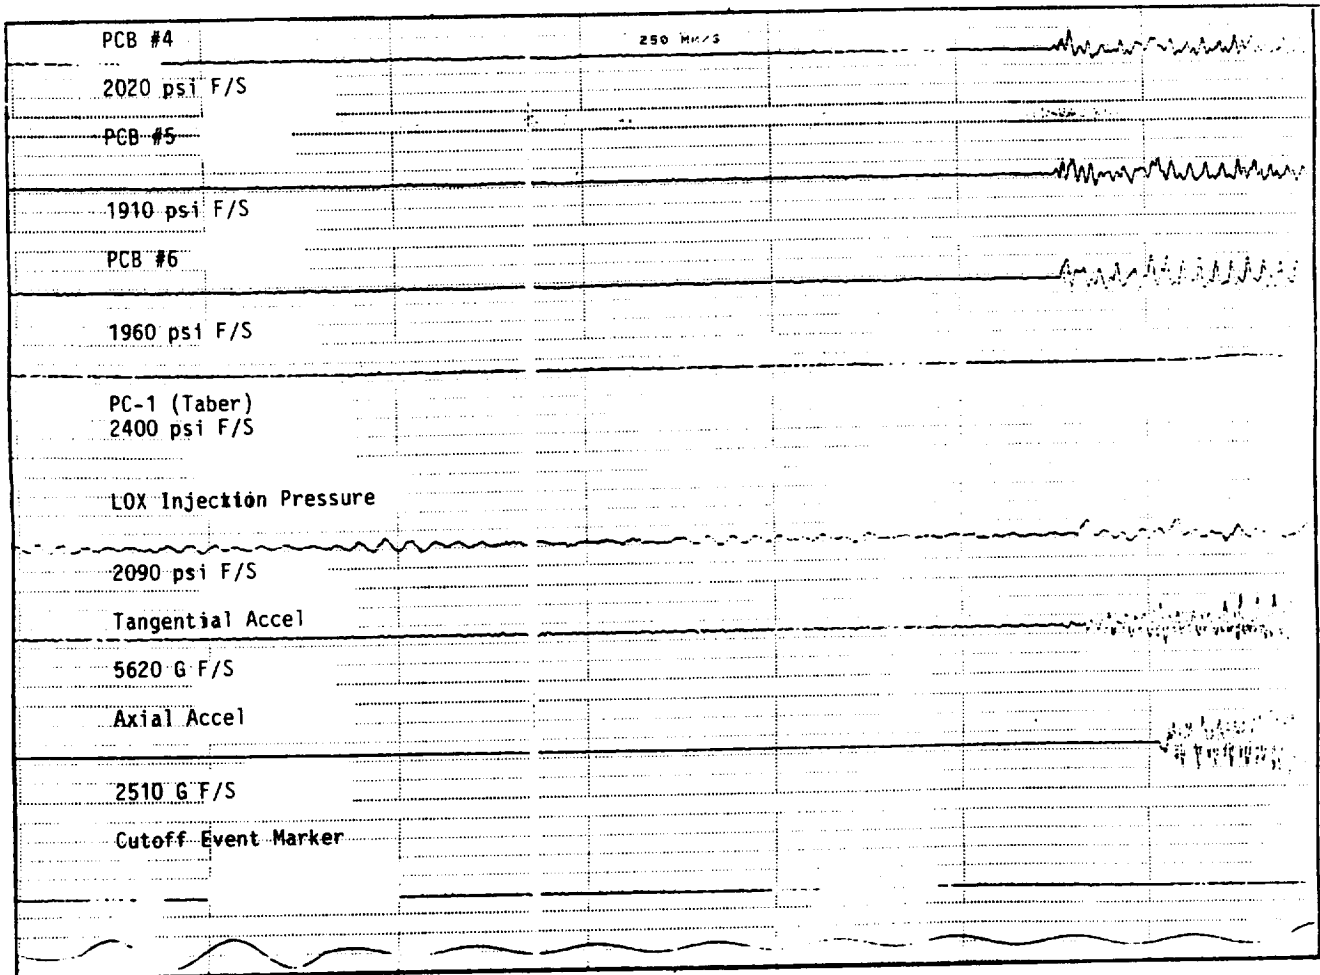 PCB #4
250 MM/S
2020 psi F/S
PCB #5
1910 psi F/S
PCB #6
1960 psi F/S
PC-1 (Taber)
2400 psi F/S
LOX Injection Pressure
2090 psi F/S
Tangential Accel
5620 G F/S
Axial Accel
2510 G F/S
Cutoff Event Marker